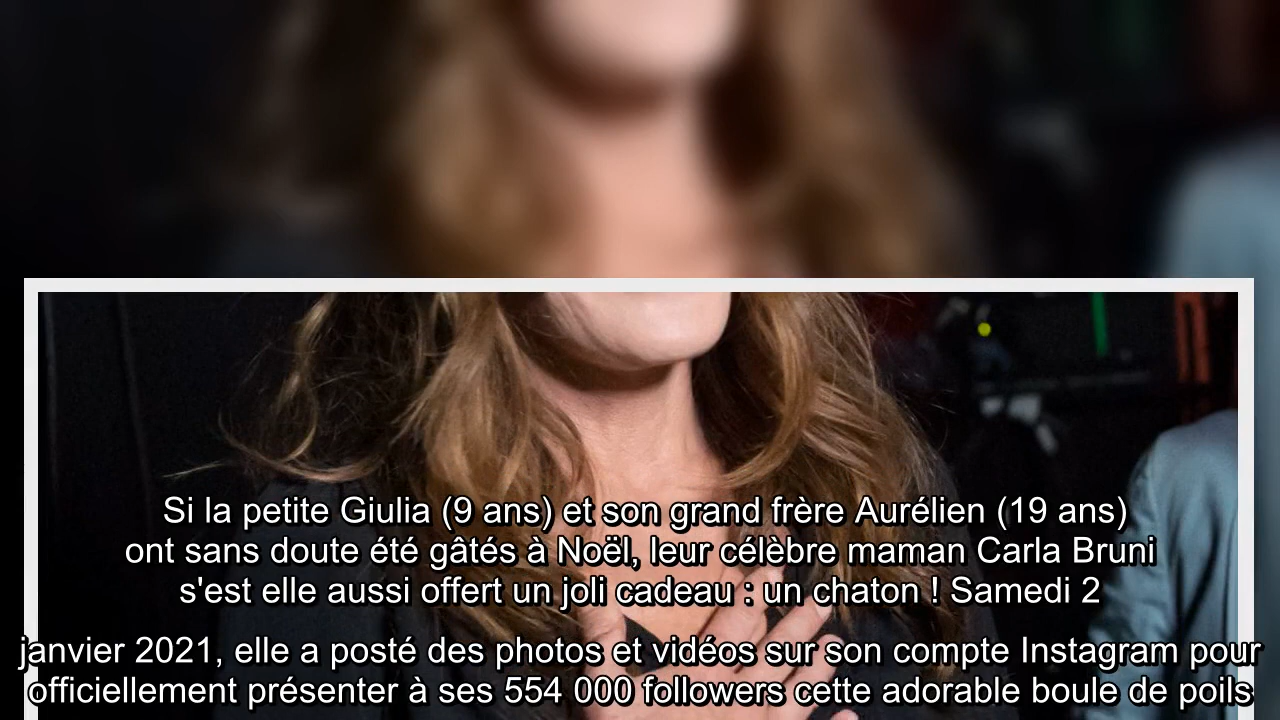 Si la petite Giulia (9 ans) et son grand frère Aurélien (19 ans)
ont sans doute été gâtés à Noël, leur célèbre maman Carla Bruni
s'est elle aussi offert un joli cadeau : un chaton ! Samedi 2
janvier 2021, elle a posté des photos et vidéos sur son compte Instagram pour
officiellement présenter à ses 554 000 followers cette adorable boule de poils